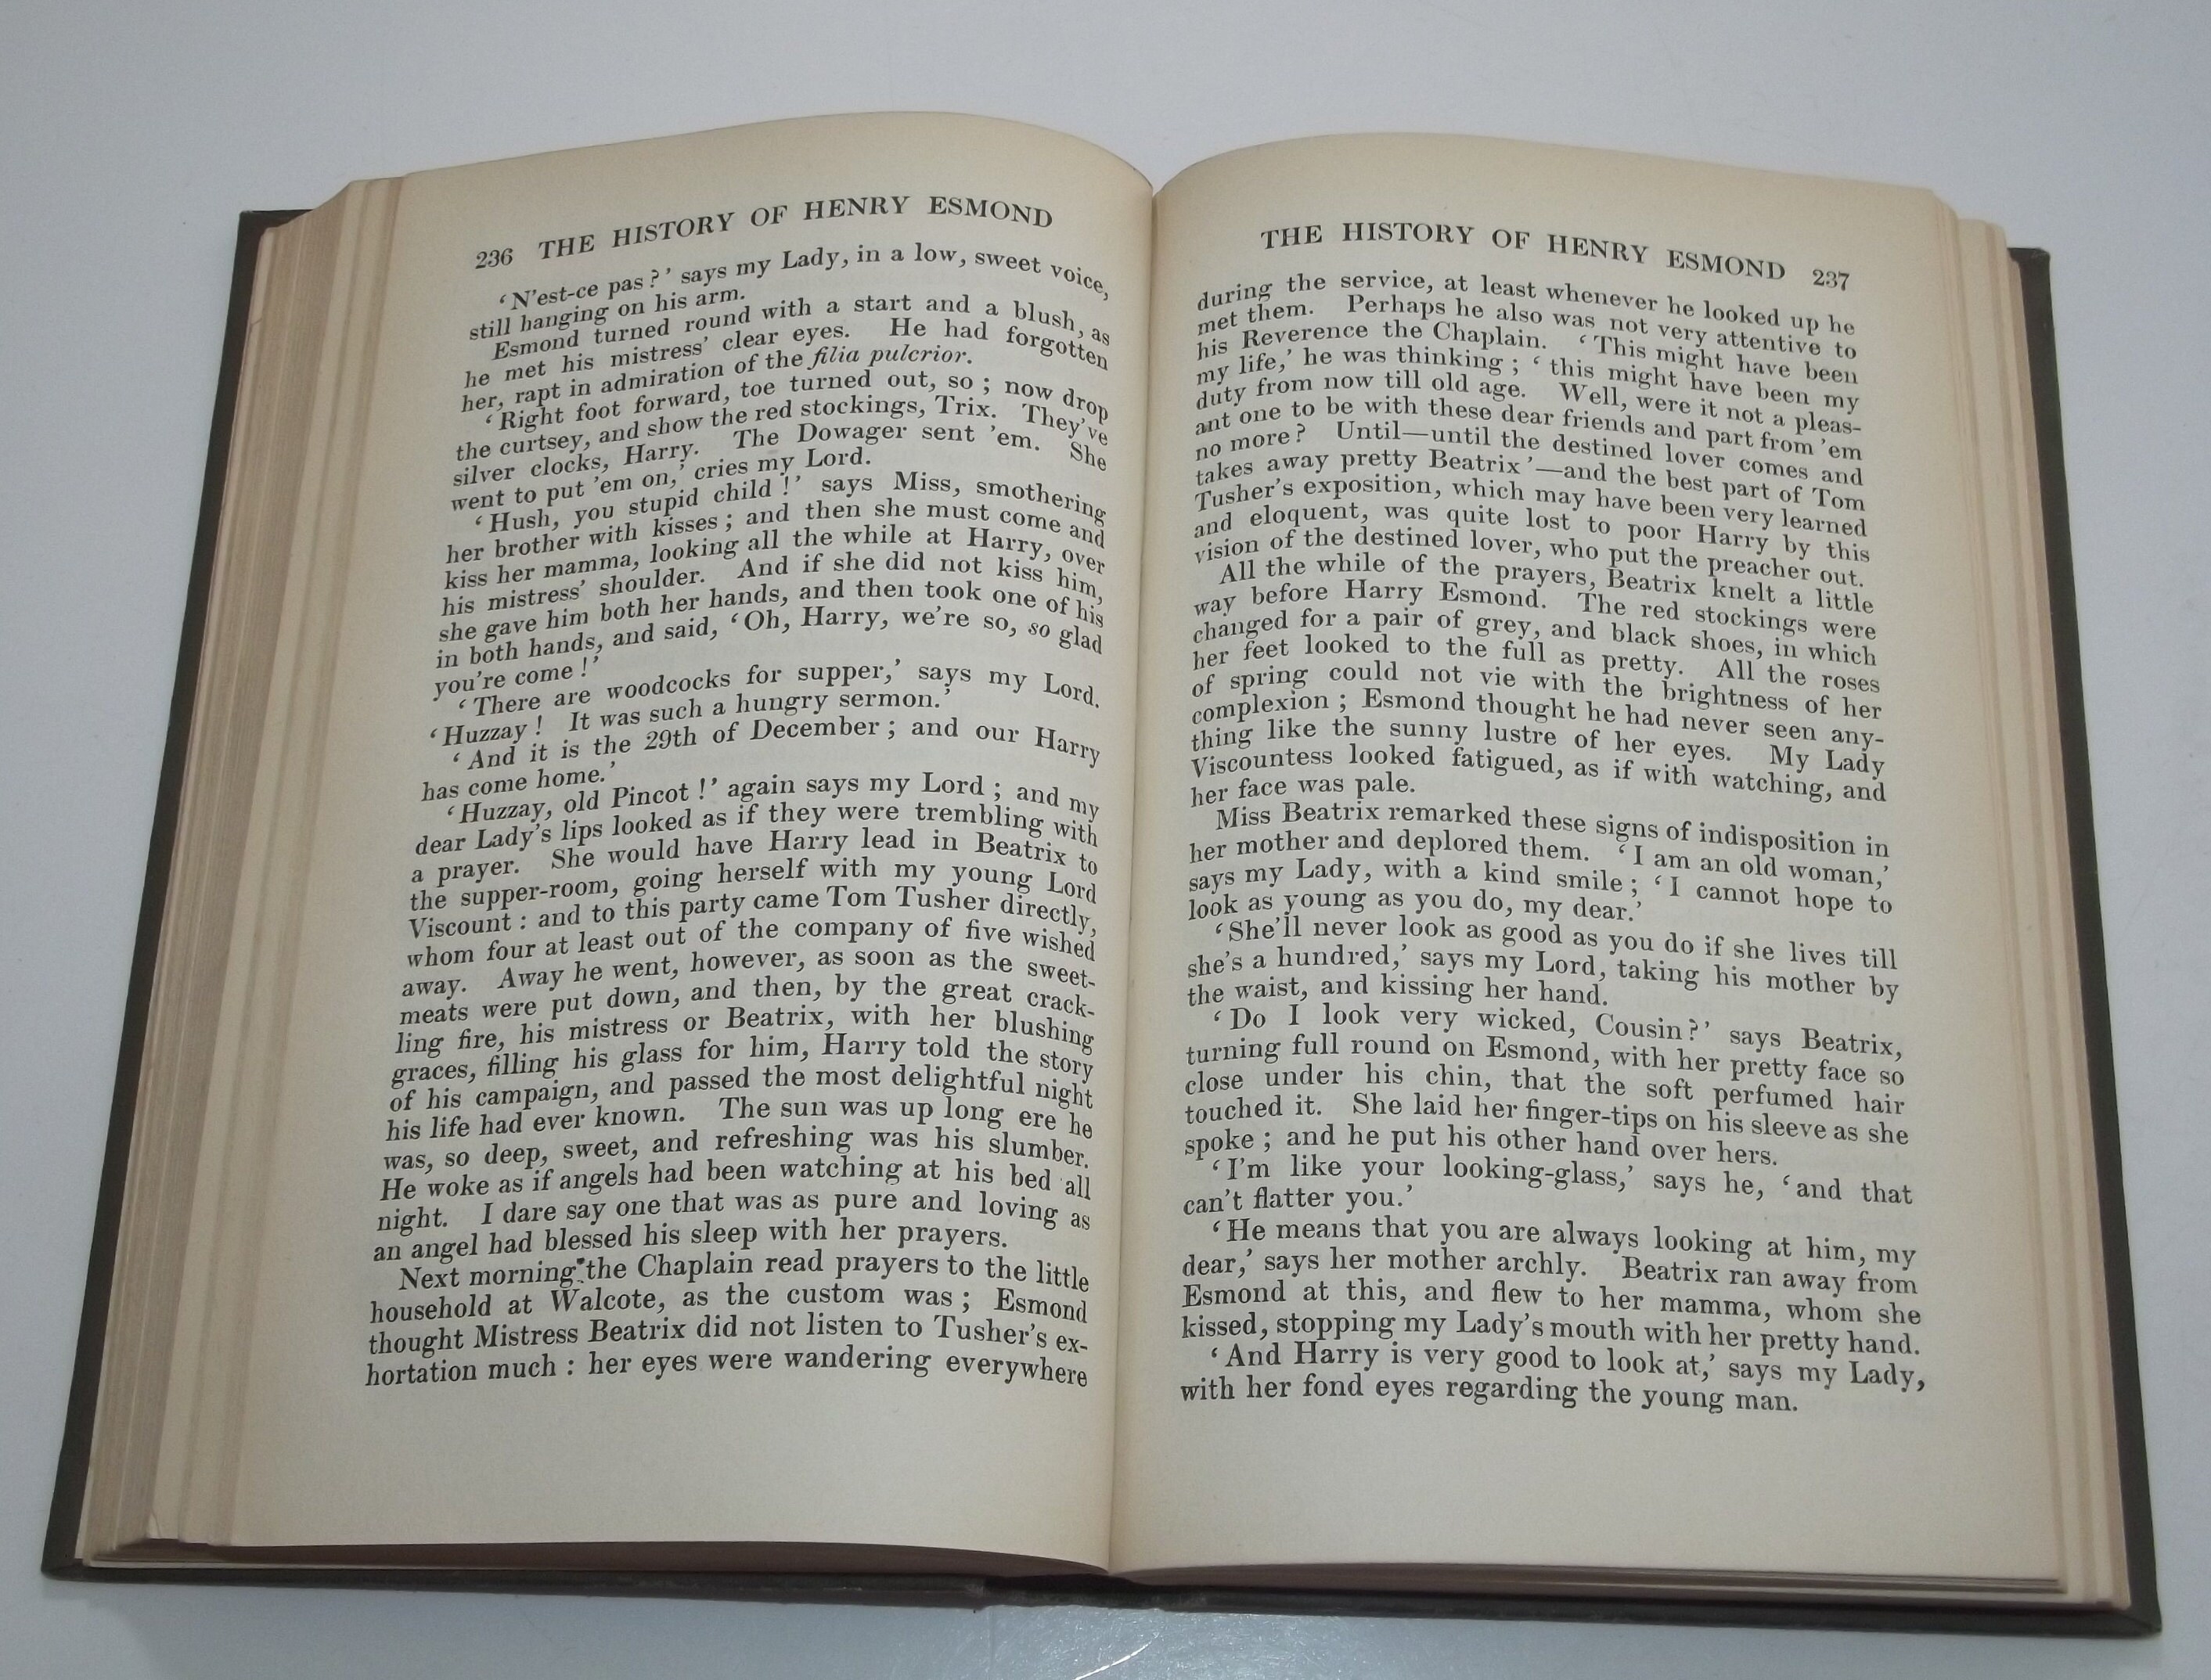 236 THE HISTORY OF HENRY ESMOND
‘N'est-ce pas?’ says my Lady, in a low, sweet voice,
still hanging on his arm.
Esmond turned round with a start and a blush, as
he met his mistress’ clear eyes. He had forgotten
her, rapt in admiration of the filia pulcrior.
‘Right foot forward, toe turned out, so; now drop
the curtsey, and show the red stockings, Trix. They've
silver clocks, Harry. The Dowager sent 'em. She
went to put 'em on,’ cries my Lord.
‘Hush, you stupid child!’ says Miss, smothering
her brother with kisses; and then she must come and
kiss her mamma, looking all the while at Harry, over
his mistress’ shoulder. And if she did not kiss him,
she gave him both her hands, and then took one of his
in both hands, and said, ‘Oh, Harry, we're so, so glad
you're come!’
‘There are woodcocks for supper,’ says my Lord.
‘Huzzay! It was such a hungry sermon.’
‘And it is the 29th of December; and our Harry
has come home.’
‘Huzzay, old Pincot!’ again says my Lord; and my
dear Lady's lips looked as if they were trembling with
a prayer. She would have Harry lead in Beatrix to
the supper-room, going herself with my young Lord
Viscount: and to this party came Tom Tusher directly,
whom four at least out of the company of five wished
away. Away he went, however, as soon as the sweet-
meats were put down, and then, by the great crack-
ling fire, his mistress or Beatrix, with her blushing
graces, filling his glass for him, Harry told the story
of his campaign, and passed the most delightful night
his life had ever known. The sun was up long ere he
was, so deep, sweet, and refreshing was his slumber.
He woke as if angels had been watching at his bed all
night. I dare say one that was as pure and loving as
an angel had blessed his sleep with her prayers.
Next morning the Chaplain read prayers to the little
household at Walcote, as the custom was; Esmond
thought Mistress Beatrix did not listen to Tusher's ex-
hortation much: her eyes were wandering everywhere
THE HISTORY OF HENRY ESMOND 237
during the service, at least whenever he looked up he
met them. Perhaps he also was not very attentive to
his Reverence the Chaplain. ‘This might have been
my life,’ he was thinking; ‘this might have been my
duty from now till old age. Well, were it not a pleas-
ant one to be with these dear friends and part from 'em
no more? Until—until the destined lover comes and
takes away pretty Beatrix’—and the best part of Tom
Tusher's exposition, which may have been very learned
and eloquent, was quite lost to poor Harry by this
vision of the destined lover, who put the preacher out.
All the while of the prayers, Beatrix knelt a little
way before Harry Esmond. The red stockings were
changed for a pair of grey, and black shoes, in which
her feet looked to the full as pretty. All the roses
of spring could not vie with the brightness of her
complexion; Esmond thought he had never seen any-
thing like the sunny lustre of her eyes. My Lady
Viscountess looked fatigued, as if with watching, and
her face was pale.
Miss Beatrix remarked these signs of indisposition in
her mother and deplored them. ‘I am an old woman,’
says my Lady, with a kind smile; ‘I cannot hope to
look as young as you do, my dear.’
‘She'll never look as good as you do if she lives till
she's a hundred,’ says my Lord, taking his mother by
the waist, and kissing her hand.
‘Do I look very wicked, Cousin?’ says Beatrix,
turning full round on Esmond, with her pretty face so
close under his chin, that the soft perfumed hair
touched it. She laid her finger-tips on his sleeve as she
spoke; and he put his other hand over hers.
‘I'm like your looking-glass,’ says he, ‘and that
can't flatter you.’
‘He means that you are always looking at him, my
dear,’ says her mother archly. Beatrix ran away from
Esmond at this, and flew to her mamma, whom she
kissed, stopping my Lady's mouth with her pretty hand.
‘And Harry is very good to look at,’ says my Lady,
with her fond eyes regarding the young man.